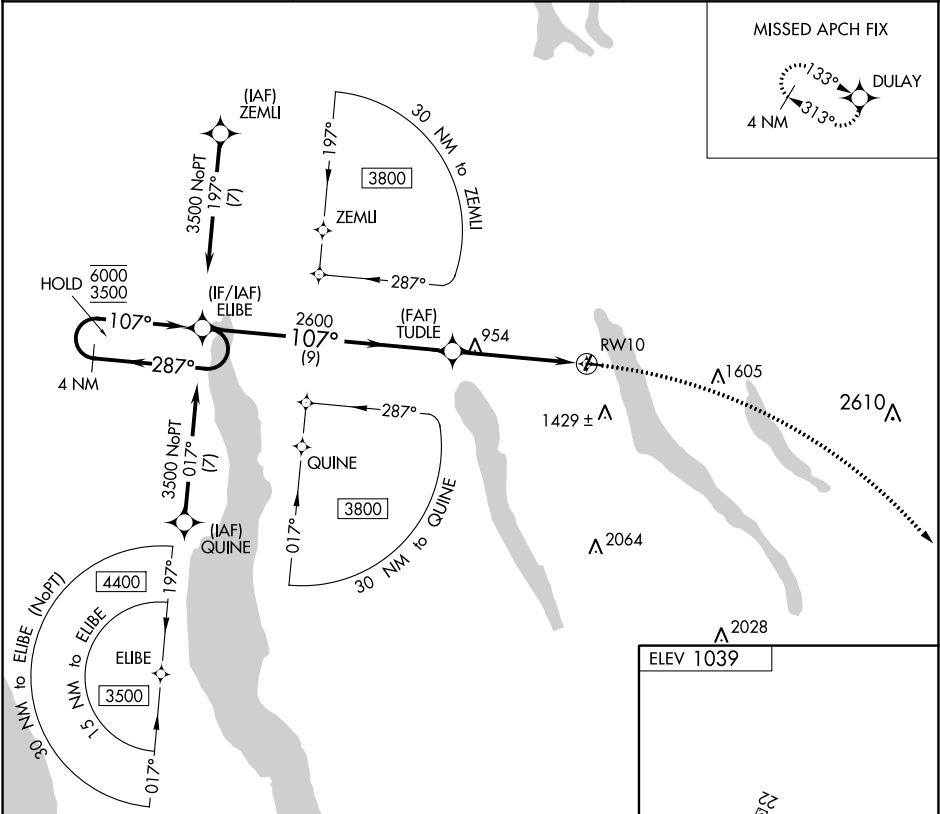 MISSED APCH FIX
133°
DULAY
313°
4 NM
(IAF)
ZEMLI
3500 NoPT
197°
(7)
197°
30 NM to ZEMLI
3800
ZEMLI
287°
HOLD
6000
3500
107°
287°
4 NM
(IF/IAF)
ELIBE
2600
107°
(9)
(FAF)
TUDLE
954
RW10
1605
2610
1429 ±
3500 NoPT
017°
(7)
(IAF)
QUINE
287°
QUINE
3800
017°
30 NM to QUINE
2064
2028
30 NM to ELIBE (NoPT)
4400
197°
15 NM to ELIBE
ELIBE
3500
017°
ELEV 1039
22